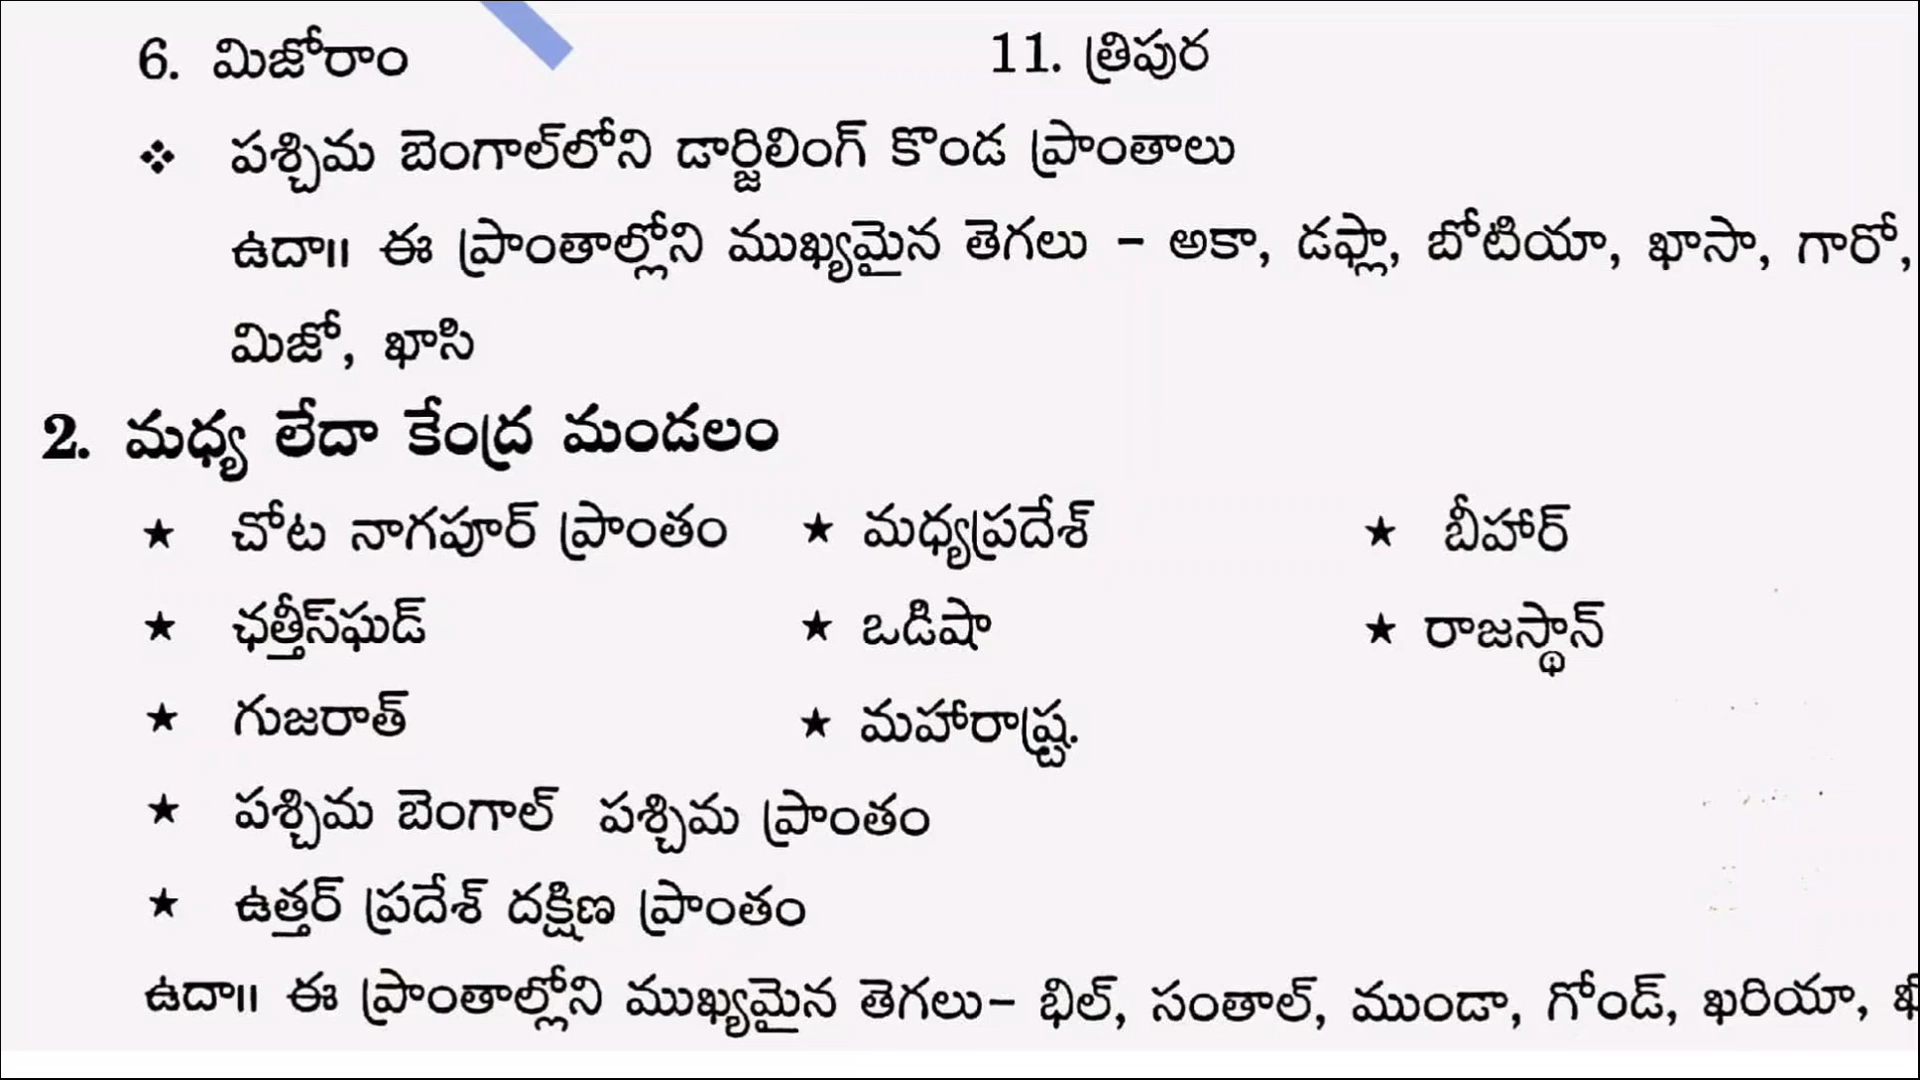 6. మిజోరాం 11. త్రిపుర
❖ పశ్చిమ బెంగాల్‌లోని డార్జిలింగ్ కొండ ప్రాంతాలు
ఉదా॥ ఈ ప్రాంతాల్లోని ముఖ్యమైన తెగలు - అకా, డఫ్లా, బోటియా, ఖాసా, గారో,
మిజో, ఖాసి
2. మధ్య లేదా కేంద్ర మండలం
★ చోట నాగపూర్ ప్రాంతం ★ మధ్యప్రదేశ్ ★ బీహార్
★ ఛత్తీస్‌ఘడ్ ★ ఒడిషా ★ రాజస్థాన్
★ గుజరాత్ ★ మహారాష్ట్ర.
★ పశ్చిమ బెంగాల్ పశ్చిమ ప్రాంతం
★ ఉత్తర్ ప్రదేశ్ దక్షిణ ప్రాంతం
ఉదా॥ ఈ ప్రాంతాల్లోని ముఖ్యమైన తెగలు- భిల్, సంతాల్, ముండా, గోండ్, ఖరియా,